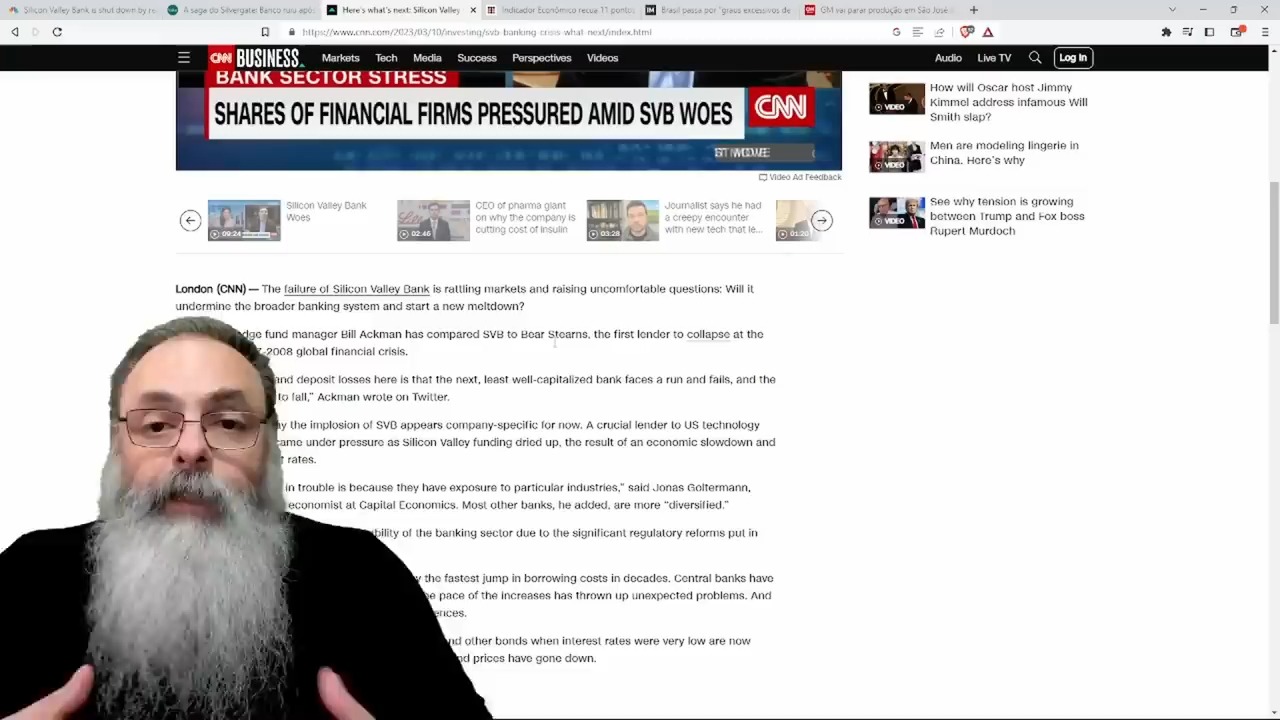 Silicon Valley Bank is shut down by re
A saga do Silvergate: Banco ruiu após
Here's what's next: Silicon Valley
Indicador Econômico recua 11 pontos
Brasil passa por "graus excessivos de
GM vai parar produção em São José
https://www.cnn.com/2023/03/10/investing/svb-banking-crisis-what-next/index.html
CNN BUSINESS Markets Tech Media Success Perspectives Videos Audio Live TV Log In
BANK SECTOR STRESS
SHARES OF FINANCIAL FIRMS PRESSURED AMID SVB WOES
CNN
Video Ad Feedback
09:24
Silicon Valley Bank
Woes
02:46
CEO of pharma giant
on why the company is
cutting cost of insulin
03:28
Journalist says he had
a creepy encounter
with new tech that le...
01:20
VIDEO
How will Oscar host Jimmy
Kimmel address infamous Will
Smith slap?
VIDEO
Men are modeling lingerie in
China. Here's why
VIDEO
See why tension is growing
between Trump and Fox boss
Rupert Murdoch
London (CNN) — The failure of Silicon Valley Bank is rattling markets and raising uncomfortable questions: Will it
undermine the broader banking system and start a new meltdown?
dge fund manager Bill Ackman has compared SVB to Bear Stearns, the first lender to collapse at the
7-2008 global financial crisis.
and deposit losses here is that the next, least well-capitalized bank faces a run and fails, and the
to fall," Ackman wrote on Twitter.
ay the implosion of SVB appears company-specific for now. A crucial lender to US technology
ame under pressure as Silicon Valley funding dried up, the result of an economic slowdown and
t rates.
in trouble is because they have exposure to particular industries," said Jonas Goltermann,
economist at Capital Economics. Most other banks, he added, are more "diversified."
bility of the banking sector due to the significant regulatory reforms put in
y the fastest jump in borrowing costs in decades. Central banks have
e pace of the increases has thrown up unexpected problems. And
ences.
nd other bonds when interest rates were very low are now
nd prices have gone down.